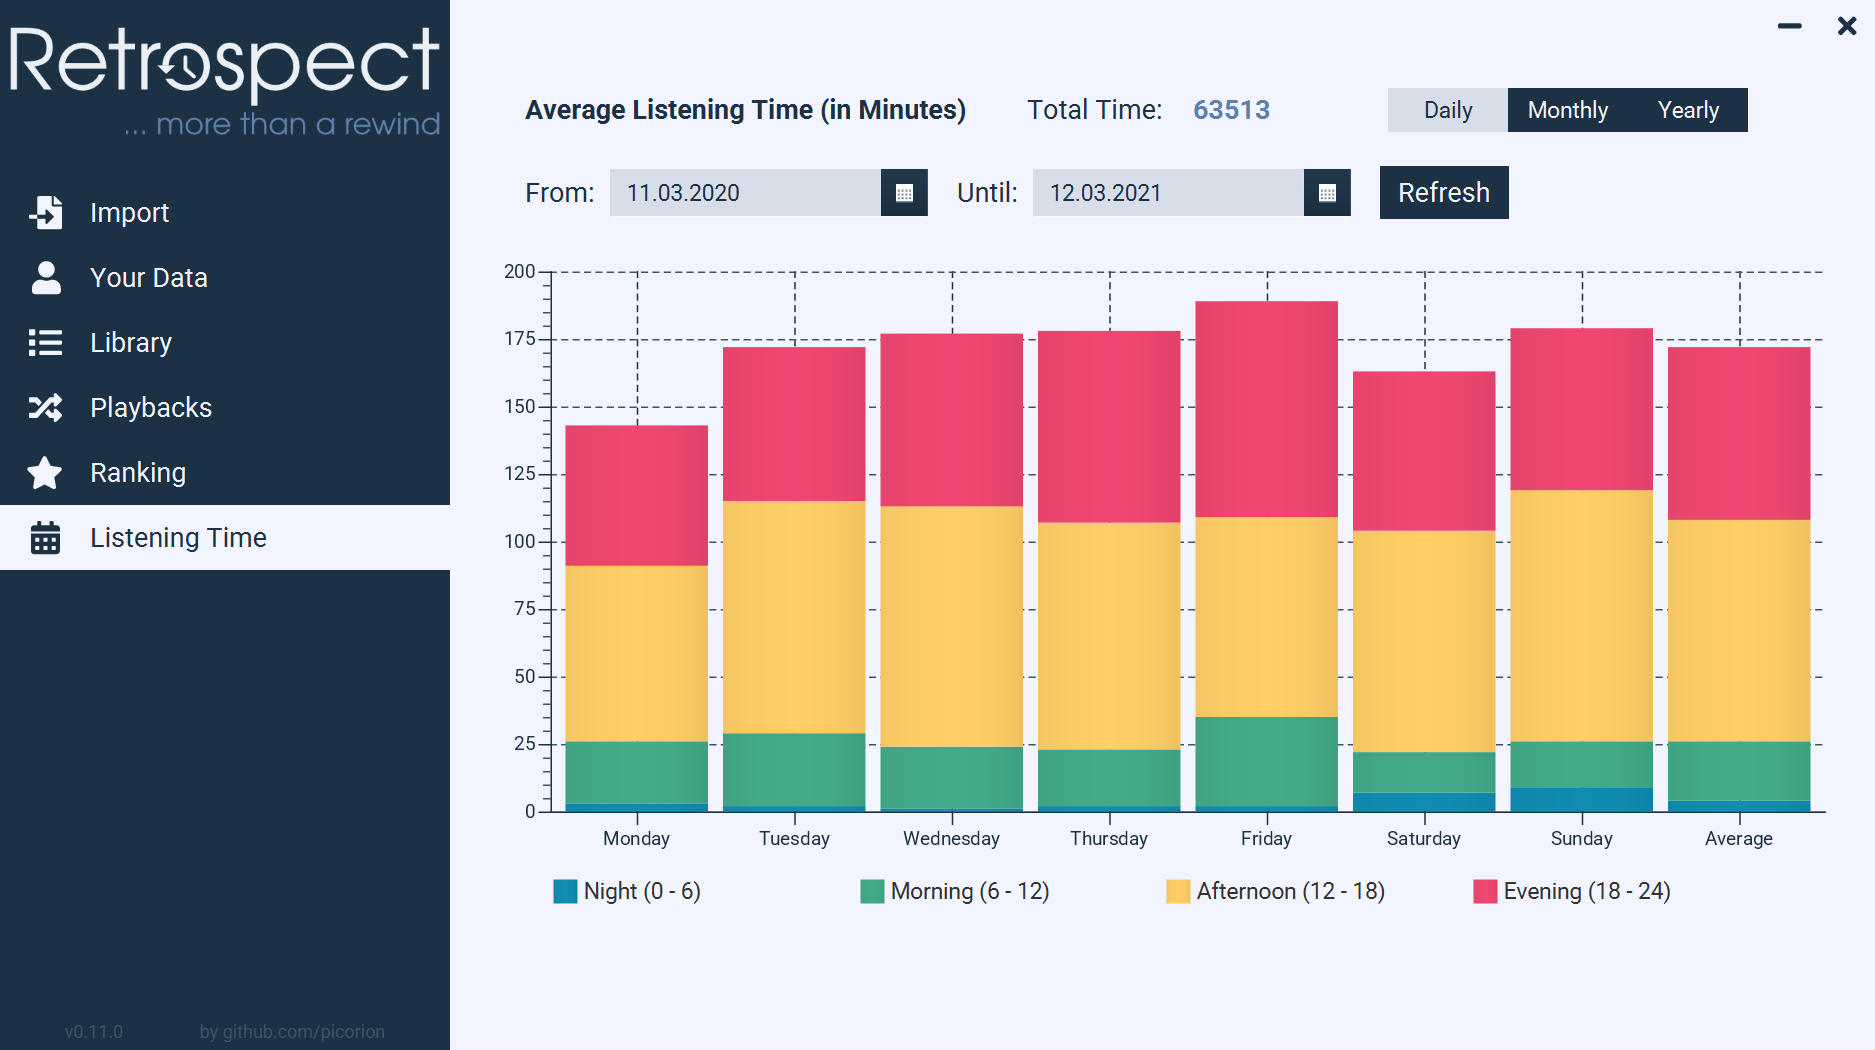 Retrospect
... more than a rewind
Import
Your Data
Library
Playbacks
Ranking
Listening Time
v0.11.0 by github.com/picorion
Average Listening Time (in Minutes) Total Time: 63513 Daily Monthly Yearly
From: 11.03.2020 Until: 12.03.2021 Refresh
200
175
150
125
100
75
50
25
0
Monday Tuesday Wednesday Thursday Friday Saturday Sunday Average
Night (0 - 6) Morning (6 - 12) Afternoon (12 - 18) Evening (18 - 24)